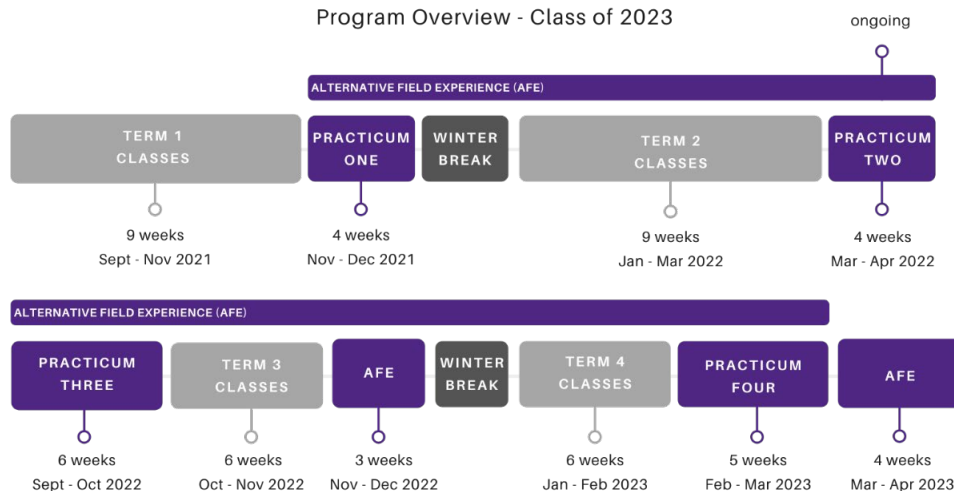 Program Overview - Class of 2023
ongoing
ALTERNATIVE FIELD EXPERIENCE (AFE)
TERM 1
CLASSES
PRACTICUM
ONE
WINTER
BREAK
TERM 2
CLASSES
PRACTICUM
TWO
9 weeks
Sept - Nov 2021
4 weeks
Nov - Dec 2021
9 weeks
Jan - Mar 2022
4 weeks
Mar - Apr 2022
ALTERNATIVE FIELD EXPERIENCE (AFE)
PRACTICUM
THREE
TERM 3
CLASSES
AFE
WINTER
BREAK
TERM 4
CLASSES
PRACTICUM
FOUR
AFE
6 weeks
Sept - Oct 2022
6 weeks
Oct - Nov 2022
3 weeks
Nov - Dec 2022
6 weeks
Jan - Feb 2023
5 weeks
Feb - Mar 2023
4 weeks
Mar - Apr 2023